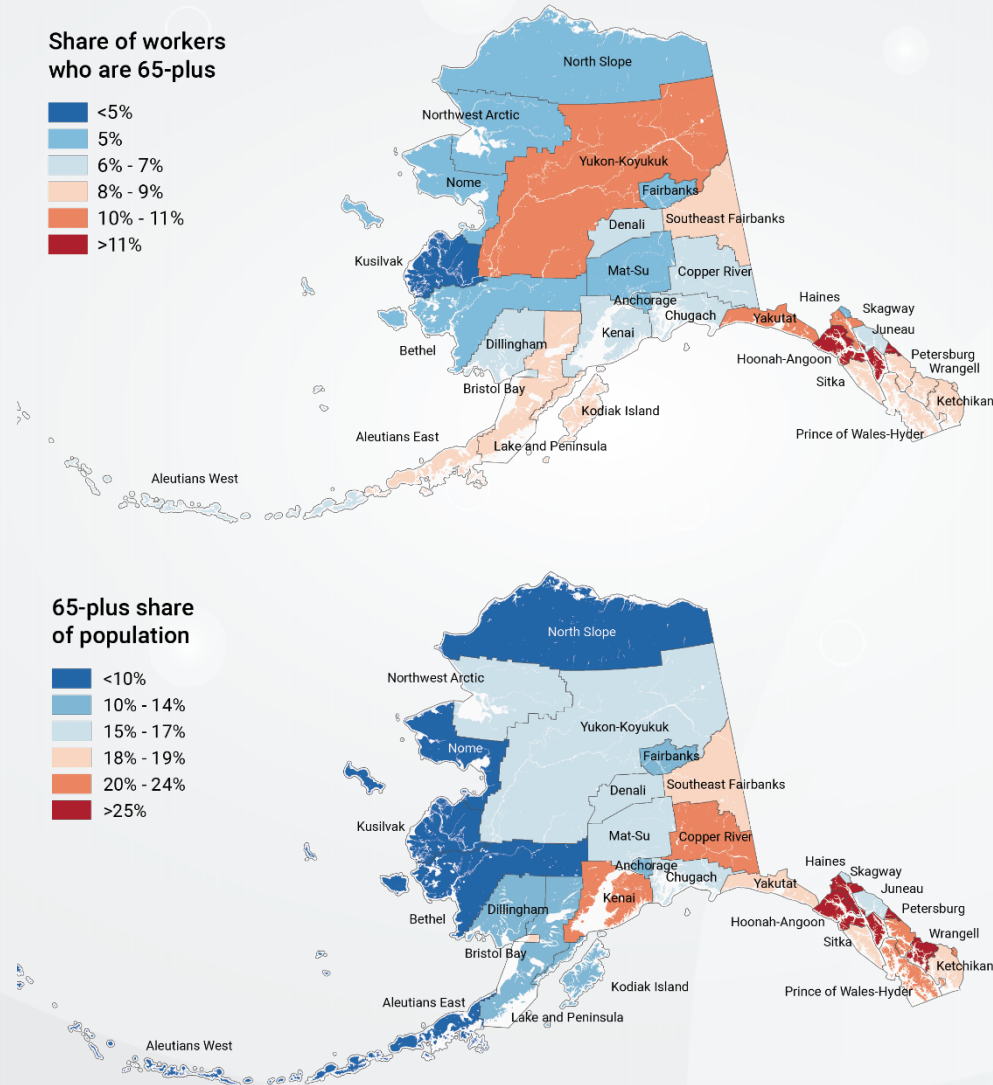 Share of workers
who are 65-plus
<5%
5%
6% - 7%
8% - 9%
10% - 11%
>11%
North Slope
Northwest Arctic
Yukon-Koyukuk
Nome
Fairbanks
Southeast Fairbanks
Denali
Kusilvak
Mat-Su
Copper River
Anchorage
Haines
Skagway
Chugach
Yakutat
Juneau
Kenai
Dillingham
Bethel
Hoonah-Angoon
Petersburg
Wrangell
Sitka
Bristol Bay
Ketchikan
Kodiak Island
Aleutians East
Prince of Wales-Hyder
Lake and Peninsula
Aleutians West
65-plus share
of population
<10%
10% - 14%
15% - 17%
18% - 19%
20% - 24%
>25%
North Slope
Northwest Arctic
Yukon-Koyukuk
Nome
Fairbanks
Southeast Fairbanks
Denali
Kusilvak
Mat-Su
Copper River
Anchorage
Haines
Skagway
Chugach
Yakutat
Juneau
Kenai
Dillingham
Petersburg
Bethel
Hoonah-Angoon
Wrangell
Sitka
Bristol Bay
Ketchikan
Kodiak Island
Prince of Wales-Hyder
Aleutians East
Lake and Peninsula
Aleutians West